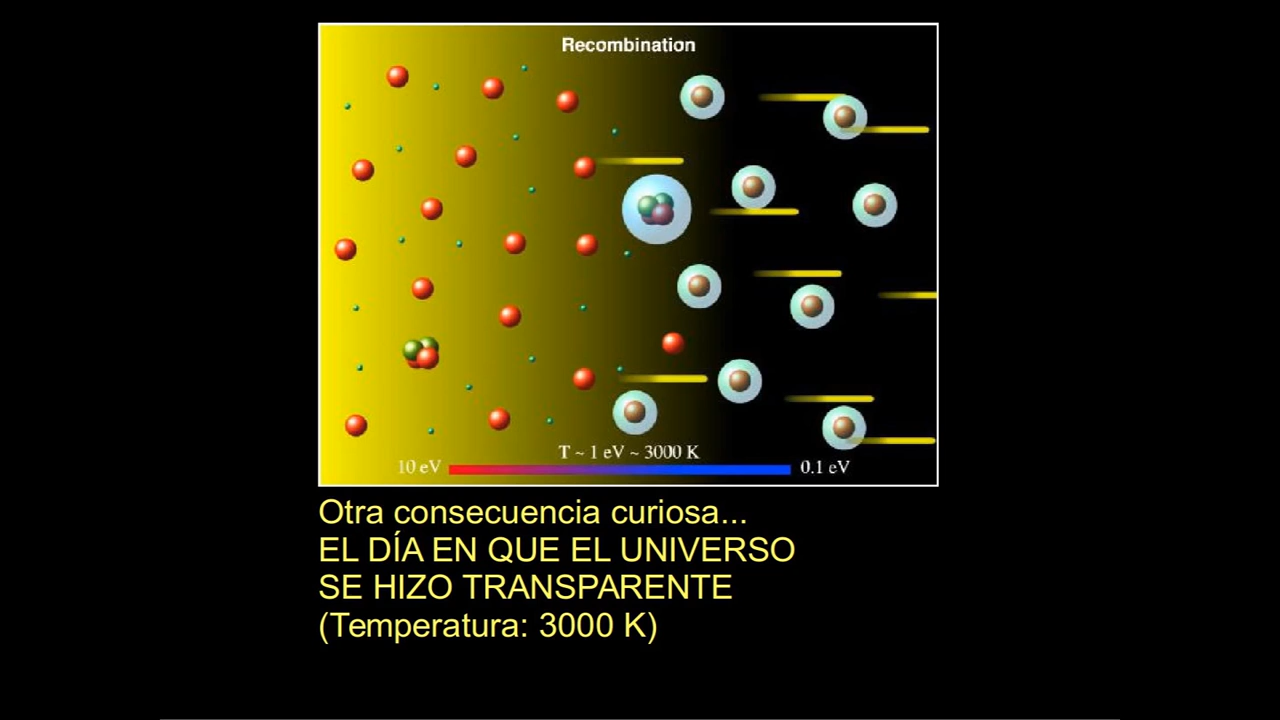 Recombination
T ~ 1 eV ~ 3000 K
10 eV
0.1 eV
Otra consecuencia curiosa...
EL DÍA EN QUE EL UNIVERSO
SE HIZO TRANSPARENTE
(Temperatura: 3000 K)